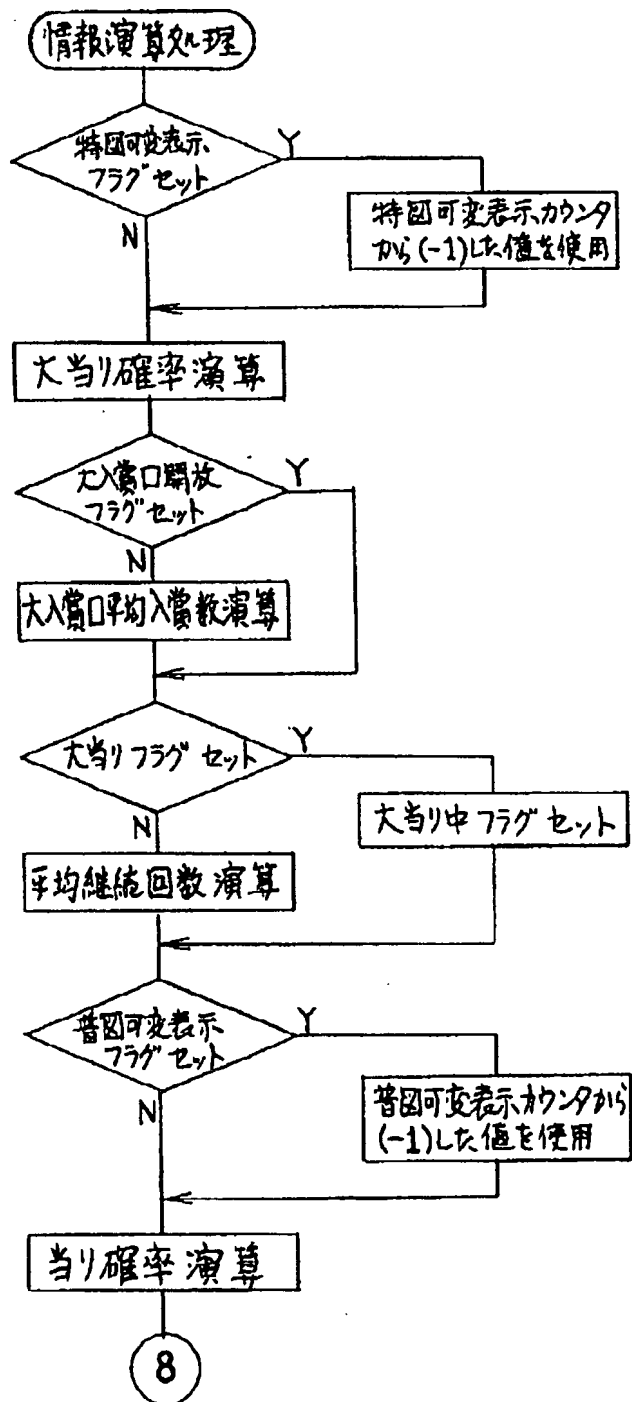 情報演算処理
特図可変表示
フラグセット
Y
N
特図可変表示カウンタ
から(-1)した値を使用
大当り確率演算
大入賞口開放
フラグセット
Y
N
大入賞口平均入賞数演算
大当りフラグセット
Y
N
大当り中フラグセット
平均継続回数演算
普図可変表示
フラグセット
Y
N
普図可変表示カウンタから
(-1)した値を使用
当り確率演算
8